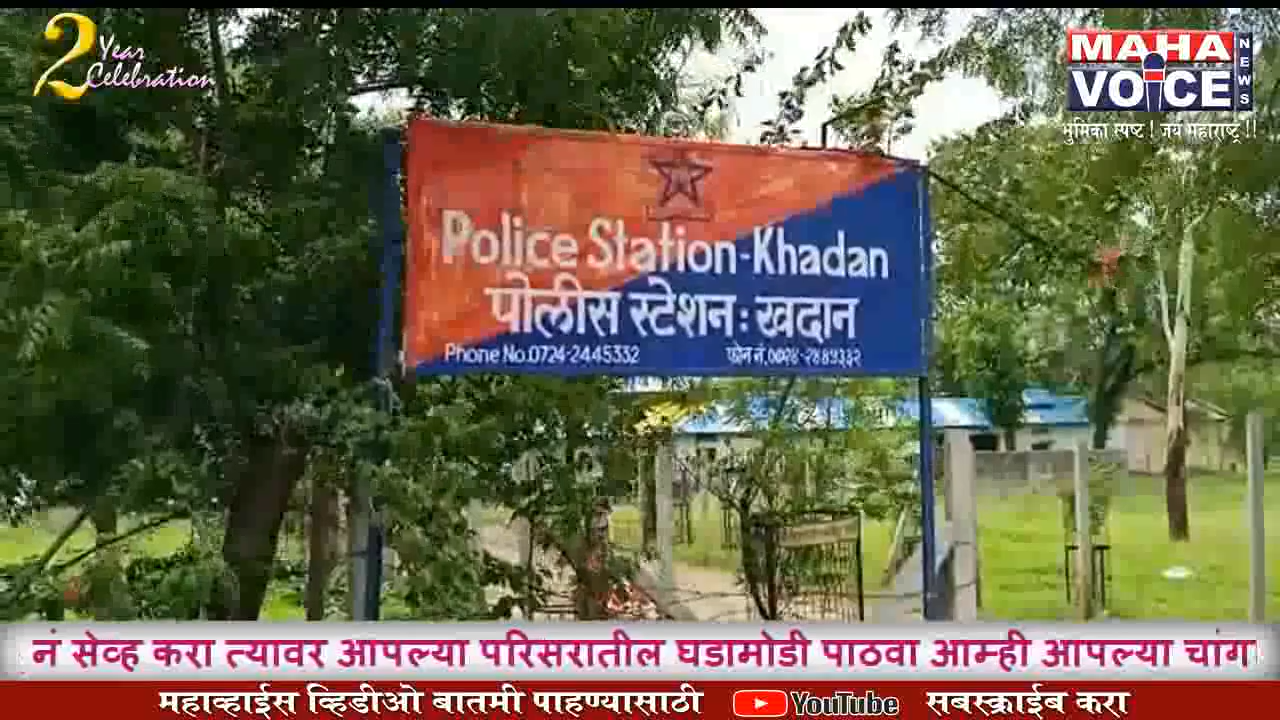 2 Year
Celebration
MAHA
VOICE
NEWS
भुमिका स्पष्ट ! जय महाराष्ट्र !!
Police Station-Khadan
पोलीस स्टेशन: खदान
Phone No.0724-2445332
फोन नं.०७२४-२४४५३३२
नं सेव्ह करा त्यावर आपल्या परिसरातील घडामोडी पाठवा आम्ही आपल्या चांग
महाव्हाईस व्हिडीओ बातमी पाहण्यासाठी YouTube सबस्क्राईब करा